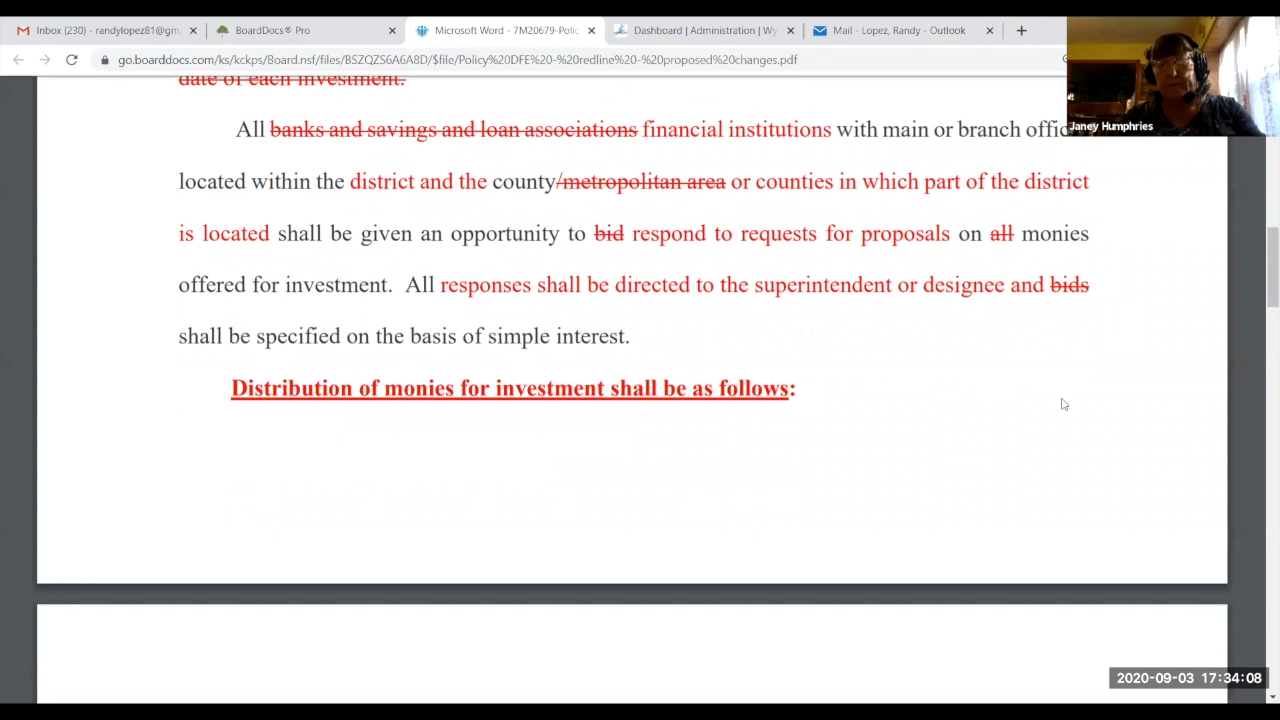 Inbox (230) - randylopez81@gm
BoardDocs® Pro
Microsoft Word - 7M20679-Polic
Dashboard | Administration | Wy
Mail - Lopez, Randy - Outlook
go.boarddocs.com/ks/kckps/Board.nsf/files/BSZQZS6A6A8D/$file/Policy%20DFE%20-%20redline%20-%20proposed%20changes.pdf
Janey Humphries
date of each investment.
All banks and savings and loan associations financial institutions with main or branch offic
located within the district and the county/metropolitan area or counties in which part of the district
is located shall be given an opportunity to bid respond to requests for proposals on all monies
offered for investment. All responses shall be directed to the superintendent or designee and bids
shall be specified on the basis of simple interest.
Distribution of monies for investment shall be as follows:
2020-09-03 17:34:08